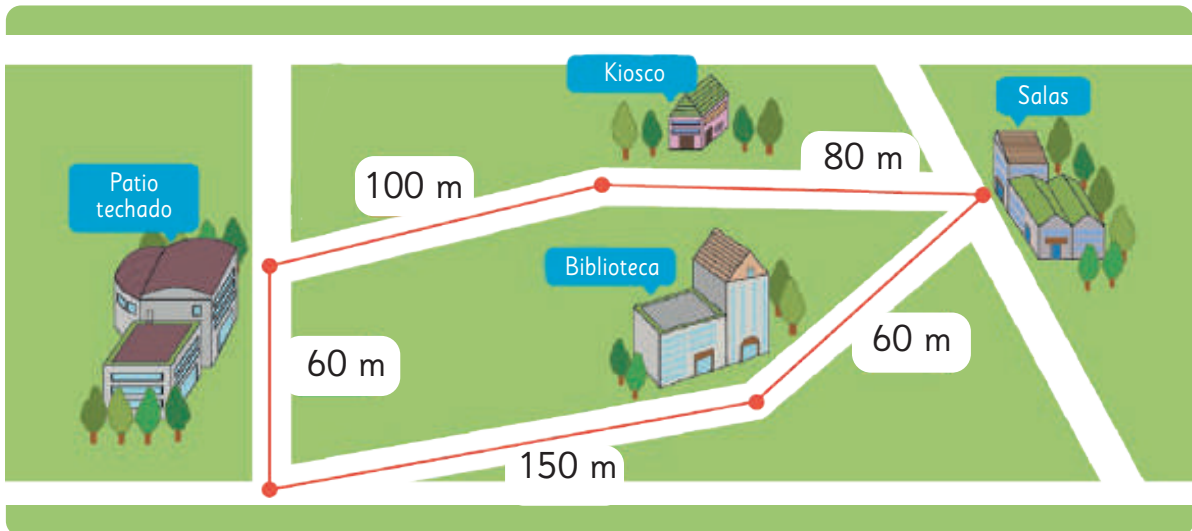 Kiosco
Salas
80 m
100 m
Patio
techado
Biblioteca
60 m
60 m
150 m